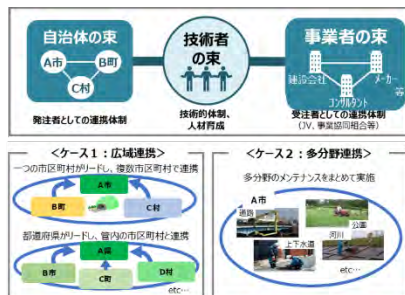 自治体の束
A市
B町
C村
発注者としての連携体制
技術者
の束
技術的体制、
人材育成
事業者の束
建設会社
メーカー
等
コンサルタント
受注者としての連携体制
(JV、事業協同組合等)
<ケース1:広域連携>
一つの市区町村がリードし、複数市区町村で連携
A市
B町
C村
都道府県がリードし、管内の市区町村と連携
A県
B市
C町
D村
etc…
<ケース2:多分野連携>
多分野のメンテナンスをまとめて実施
A市
道路
公園
河川
上下水道
etc…